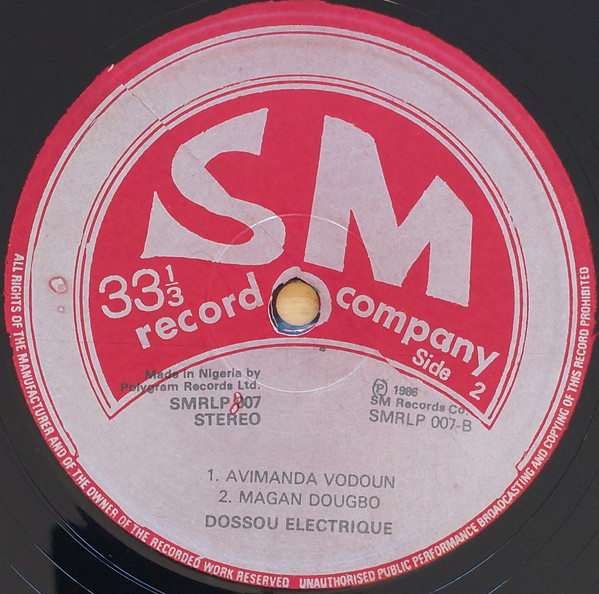 SM
33 1/3
record company
Side 2
Made in Nigeria by
Polygram Records Ltd.
SMRLP 007
STEREO
℗ 1986
SM Records Co.
SMRLP 007-B
1. AVIMANDA VODOUN
2. MAGAN DOUGBO
DOSSOU ELECTRIQUE
ALL RIGHTS OF THE MANUFACTURER AND OF THE OWNER OF THE RECORDED WORK RESERVED UNAUTHORISED PUBLIC PERFORMANCE BROADCASTING AND COPYING OF THIS RECORD PROHIBITED